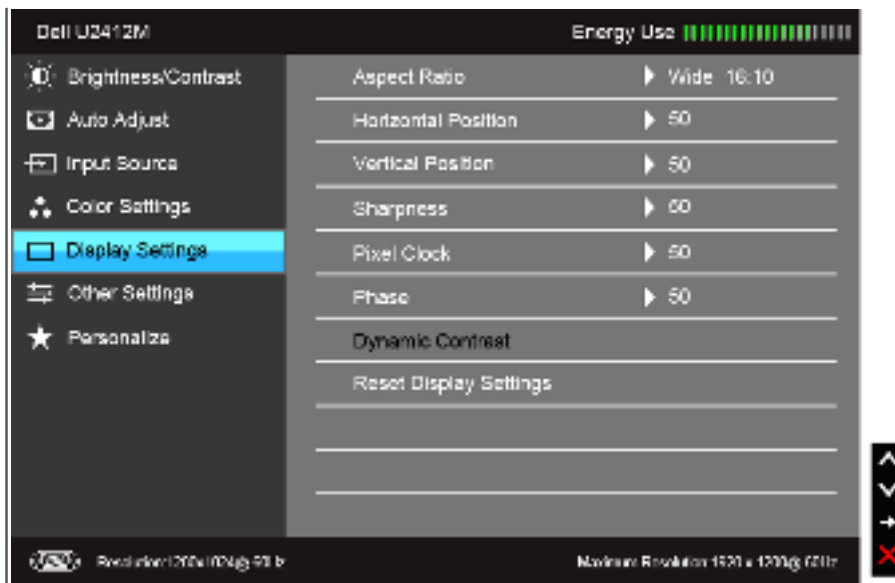 Dell U2412M
Energy Use
Brightness/Contrast
Auto Adjust
Input Source
Color Settings
Display Settings
Other Settings
Personalize
Aspect Ratio Wide 16:10
Horizontal Position 50
Vertical Position 50
Sharpness
Pixel Clock 50
Phase 50
Dynamic Contrast
Reset Display Settings
Maximum Resolution: 1920 x 1200@ 60Hz